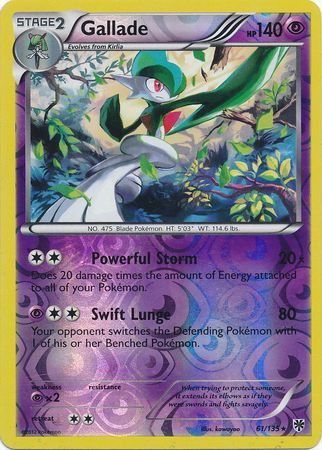 STAGE2
Gallade
HP140
Evolves from Kirlia
NO. 475 Blade Pokémon. HT: 5'03" WT: 114.6 lbs.
Powerful Storm 20×
Does 20 damage times the amount of Energy attached
to all of your Pokémon.
Swift Lunge 80
Your opponent switches the Defending Pokémon with
1 of his or her Benched Pokémon.
weakness resistance
×2
retreat
When trying to protect someone,
it extends its elbows as if they
were swords and fights savagely.
©2012 Pokémon
illus. kawayoo
61/135★